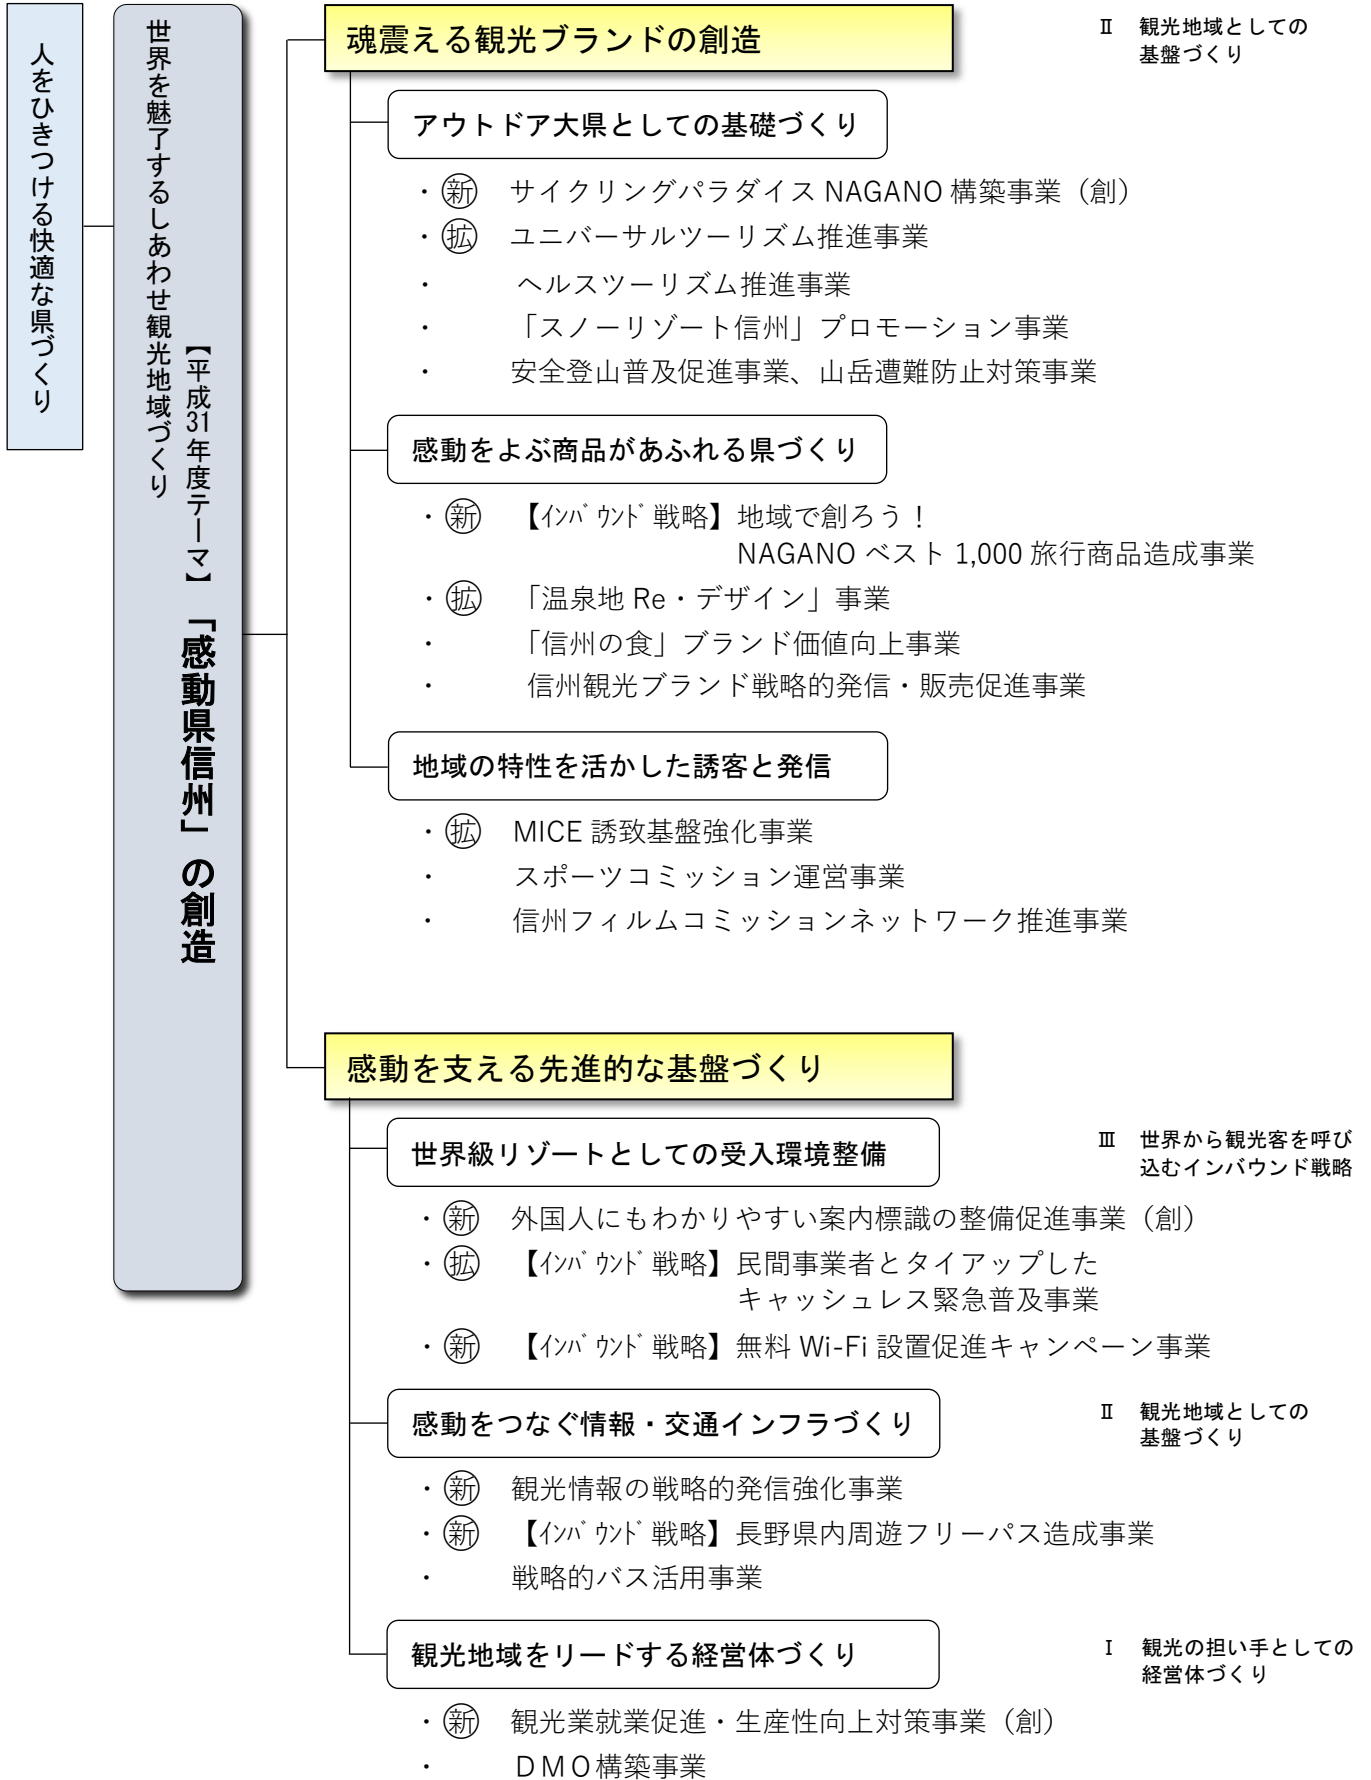 人をひきつける快適な県づくり
世界を魅了するしあわせ観光地域づくり
【平成31年度テーマ】「感動県信州」の創造
魂震える観光ブランドの創造
Ⅱ 観光地域としての
基盤づくり
アウトドア大県としての基礎づくり
・㊟新 サイクリングパラダイス NAGANO 構築事業（創）
・拡 ユニバーサルツーリズム推進事業
・ ヘルスツーリズム推進事業
・ 「スノーリゾート信州」プロモーション事業
・ 安全登山普及促進事業、山岳遭難防止対策事業
感動をよぶ商品があふれる県づくり
・新 【ｲﾝﾊﾞｳﾝﾄﾞ戦略】地域で創ろう！
NAGANO ベスト 1,000 旅行商品造成事業
・拡 「温泉地 Re・デザイン」事業
・ 「信州の食」ブランド価値向上事業
・ 信州観光ブランド戦略的発信・販売促進事業
地域の特性を活かした誘客と発信
・拡 MICE 誘致基盤強化事業
・ スポーツコミッション運営事業
・ 信州フィルムコミッションネットワーク推進事業
感動を支える先進的な基盤づくり
世界級リゾートとしての受入環境整備
Ⅲ 世界から観光客を呼び
込むインバウンド戦略
・新 外国人にもわかりやすい案内標識の整備促進事業（創）
・拡 【ｲﾝﾊﾞｳﾝﾄﾞ戦略】民間事業者とタイアップした
キャッシュレス緊急普及事業
・新 【ｲﾝﾊﾞｳﾝﾄﾞ戦略】無料 Wi-Fi 設置促進キャンペーン事業
感動をつなぐ情報・交通インフラづくり
Ⅱ 観光地域としての
基盤づくり
・新 観光情報の戦略的発信強化事業
・新 【ｲﾝﾊﾞｳﾝﾄﾞ戦略】長野県内周遊フリーパス造成事業
・ 戦略的バス活用事業
観光地域をリードする経営体づくり
Ⅰ 観光の担い手としての
経営体づくり
・新 観光業就業促進・生産性向上対策事業（創）
・ ＤＭＯ構築事業